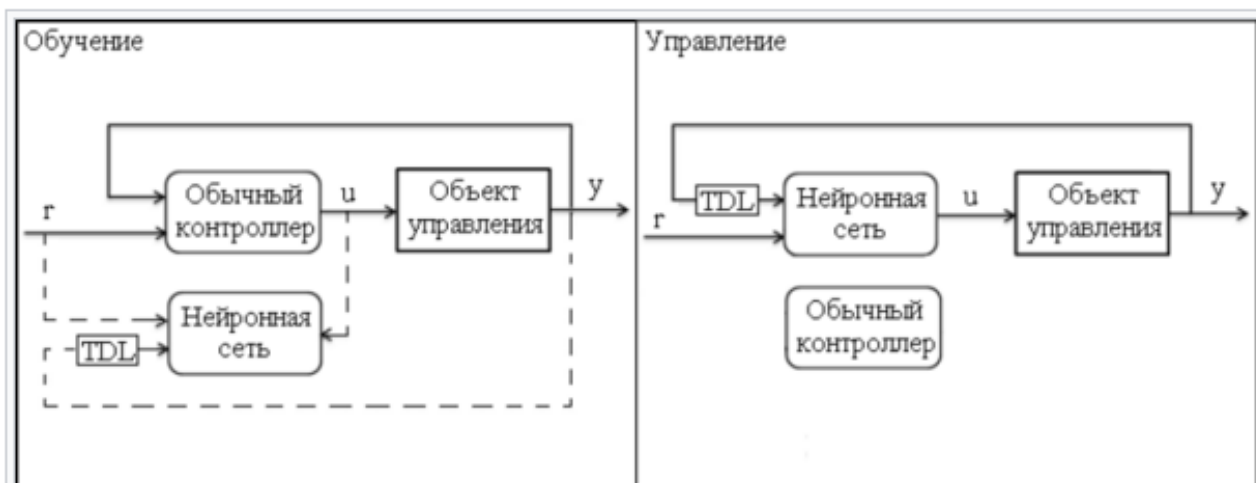 Обучение
r
Обычный
контроллер
u
Объект
управления
y
Нейронная
сеть
TDL
Управление
r
TDL
Нейронная
сеть
u
Объект
управления
y
Обычный
контроллер